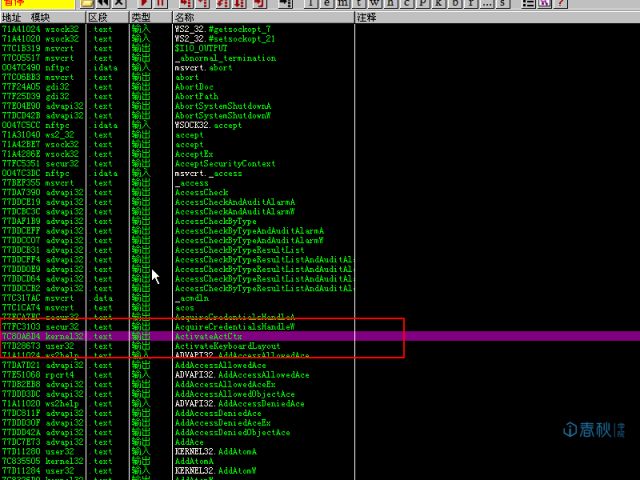 暂停 l e m t w h c P k b r ... s
地址 模块 区段 类型 名称 注释
71A41024 wsock32 .text 输入 WS2_32.#getsockopt_7
71A41020 wsock32 .text 输入 WS2_32.#setsockopt_21
77C1B319 msvcrt .text 输出 $I10_OUTPUT
77C05517 msvcrt .text 输出 _abnormal_termination
0047C490 nftpc .idata 输入 msvcrt.abort
77C06BB3 msvcrt .text 输出 abort
77F24A05 gdi32 .text 输出 AbortDoc
77F25D39 gdi32 .text 输出 AbortPath
77E04E90 advapi32 .text 输出 AbortSystemShutdownA
77DCD42B advapi32 .text 输出 AbortSystemShutdownW
0047C5CC nftpc .idata 输入 WSOCK32.accept
71A31040 ws2_32 .text 输出 accept
71A42BE7 wsock32 .text 输出 accept
71A4286E wsock32 .text 输出 AcceptEx
77FC5351 secur32 .text 输出 AcceptSecurityContext
0047C3DC nftpc .idata 输入 msvcrt._access
77BEF355 msvcrt .text 输出 _access
77DA7390 advapi32 .text 输出 AccessCheck
77DDCE19 advapi32 .text 输出 AccessCheckAndAuditAlarmA
77DCBC3C advapi32 .text 输出 AccessCheckAndAuditAlarmW
77DAF1B9 advapi32 .text 输出 AccessCheckByType
77DDCEFF advapi32 .text 输出 AccessCheckByTypeAndAuditAlarmA
77DDCC07 advapi32 .text 输出 AccessCheckByTypeAndAuditAlarmW
77DDCB31 advapi32 .text 输出 AccessCheckByTypeResultList
77DDCFF4 advapi32 .text 输出 AccessCheckByTypeResultListAndAuditAl
77DDD0E9 advapi32 .text 输出 AccessCheckByTypeResultListAndAuditAl
77DDCD64 advapi32 .text 输出 AccessCheckByTypeResultListAndAuditAl
77DDCCB2 advapi32 .text 输出 AccessCheckByTypeResultListAndAuditAl
77C317AC msvcrt .data 输出 _acmdln
77C1CA74 msvcrt .text 输出 acos
77FCA7EC secur32 .text 输出 AcquireCredentialsHandleA
77FC3103 secur32 .text 输出 AcquireCredentialsHandleW
7C80A6D4 kernel32 .text 输出 ActivateActCtx
77D28673 user32 .text 输出 ActivateKeyboardLayout
71A11024 ws2help .text 输入 ADVAPI32.AddAccessAllowedAce
77DA7D21 advapi32 .text 输出 AddAccessAllowedAce
77E51068 rpcrt4 .text 输入 ADVAPI32.AddAccessAllowedAce
77DB2EB8 advapi32 .text 输出 AddAccessAllowedAceEx
77DDD3DC advapi32 .text 输出 AddAccessAllowedObjectAce
71A11020 ws2help .text 输入 ADVAPI32.AddAccessDeniedAce
77DC811F advapi32 .text 输出 AddAccessDeniedAce
77DDD30F advapi32 .text 输出 AddAccessDeniedAceEx
77DDD42A advapi32 .text 输出 AddAccessDeniedObjectAce
77DC7E73 advapi32 .text 输出 AddAce
77D11280 user32 .text 输入 KERNEL32.AddAtomA
7C835505 kernel32 .text 输出 AddAtomA
77D11284 user32 .text 输入 KERNEL32.AddAtomW
.text 输出 AddAtomW
春秋